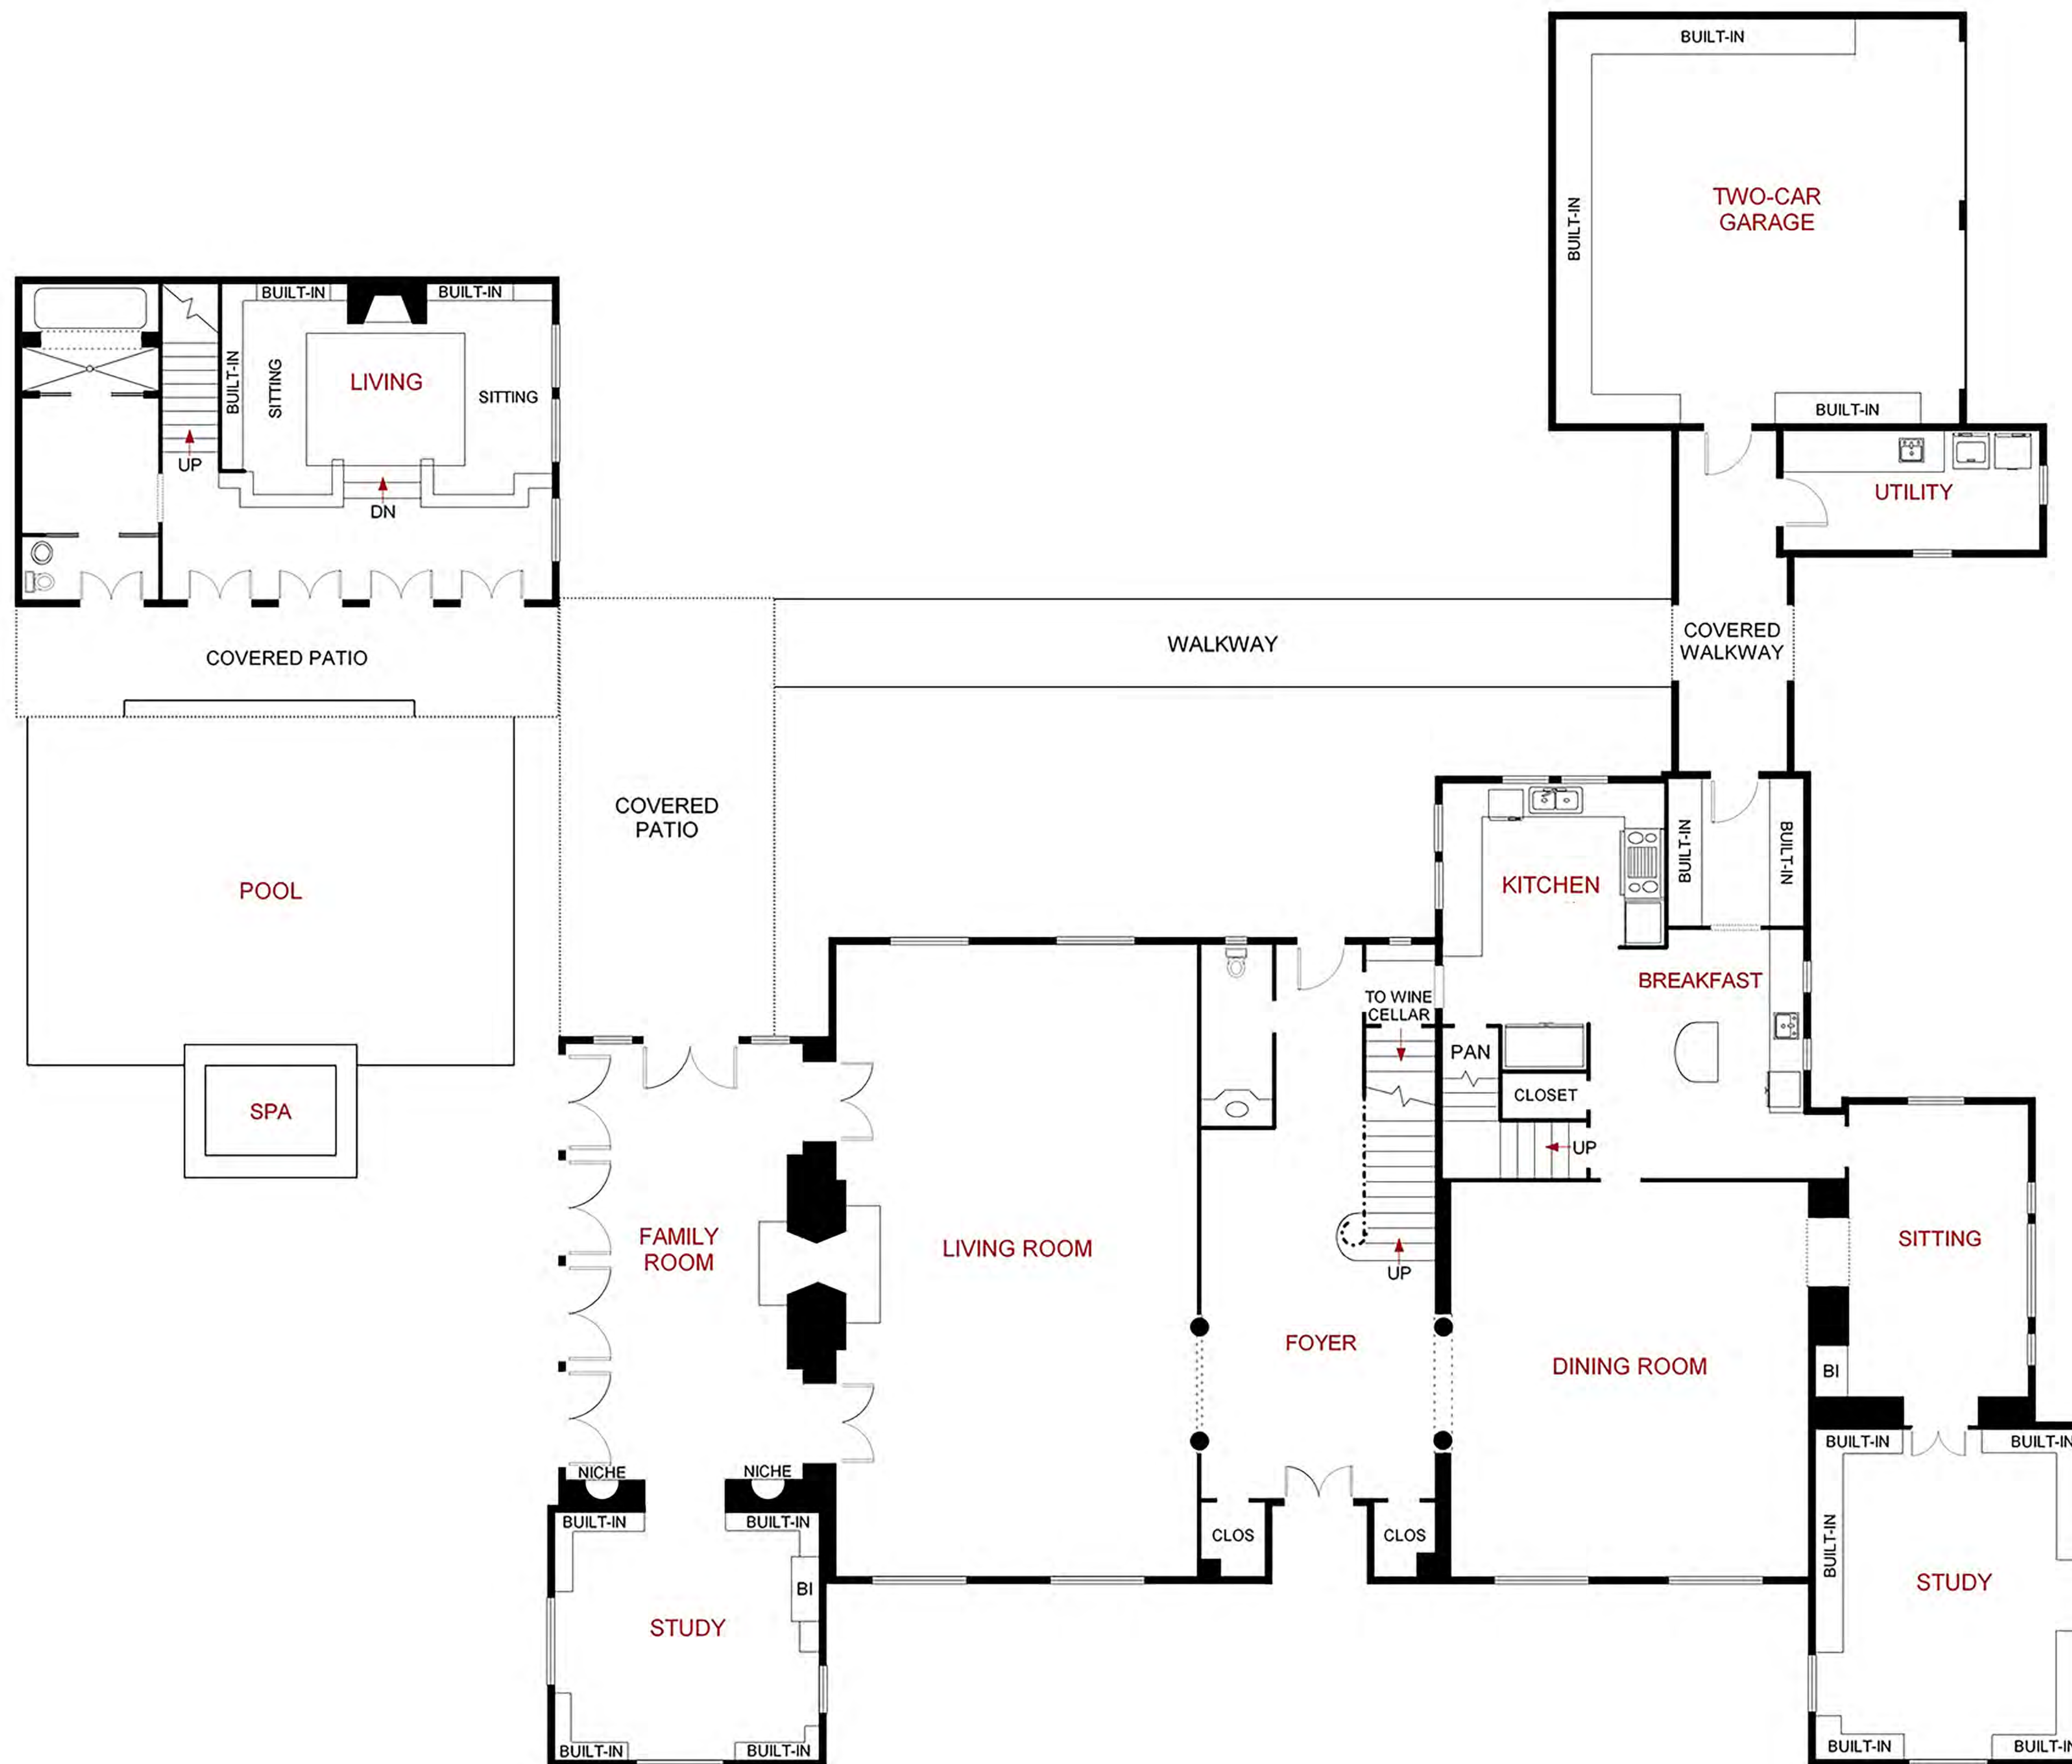 BUILT-IN
BUILT-IN
TWO-CAR
GARAGE
BUILT-IN
BUILT-IN
BUILT-IN
BUILT-IN
SITTING
LIVING
SITTING
UP
DN
UTILITY
COVERED PATIO
WALKWAY
COVERED
WALKWAY
COVERED
PATIO
POOL
SPA
KITCHEN
BUILT-IN
BUILT-IN
BREAKFAST
TO WINE
CELLAR
PAN
CLOSET
UP
FAMILY
ROOM
LIVING ROOM
UP
FOYER
DINING ROOM
SITTING
BI
NICHE
NICHE
BUILT-IN
BUILT-IN
BI
STUDY
BUILT-IN
BUILT-IN
CLOS
CLOS
BUILT-IN
BUILT-IN
BUILT-IN
STUDY
BUILT-IN
BUILT-IN